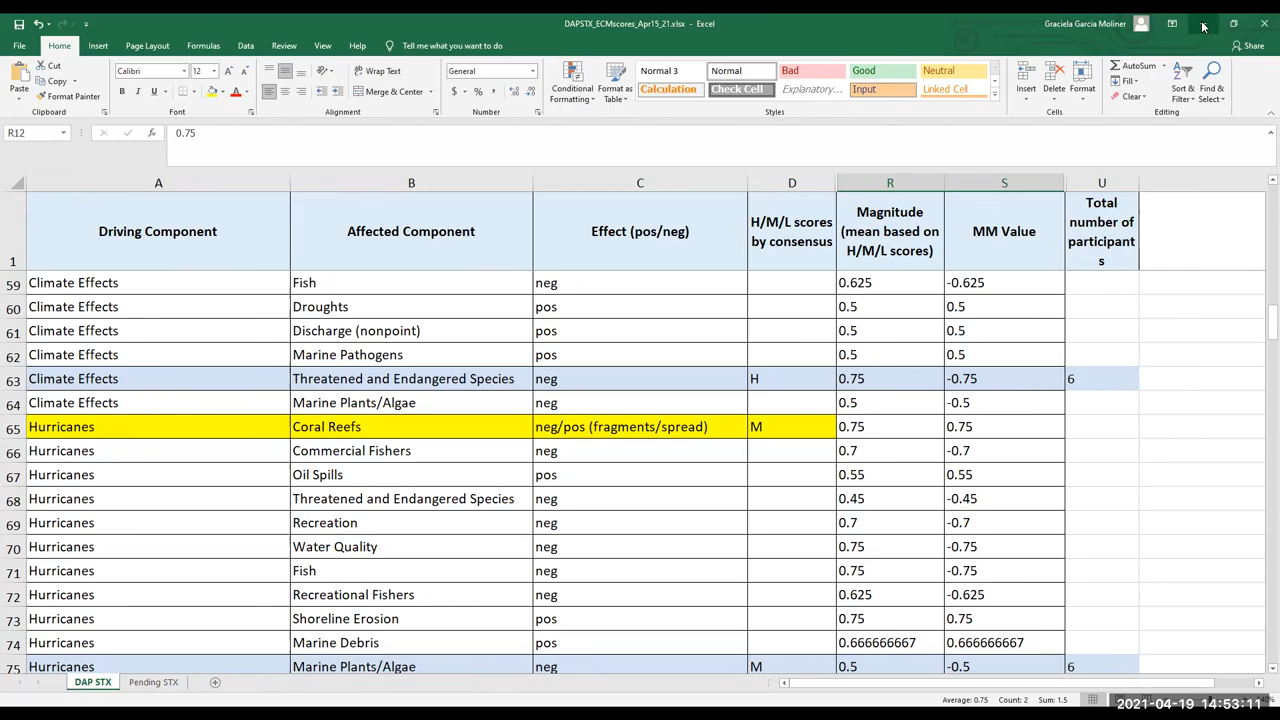 DAPSTX_ECMscores_Apr15_21.xlsx - Excel
Graciela Garcia Moliner
File Home Insert Page Layout Formulas Data Review View Help Tell me what you want to do Share
Paste Cut Copy Format Painter Clipboard
Calibri 12 B I U A Font
Wrap Text Merge & Center Alignment
General $ % , Number
Conditional Formatting Format as Table
Normal 3 Normal Bad Good Neutral
Calculation Check Cell Explanatory... Input Linked Cell
Styles
Insert Delete Format Cells
AutoSum Fill Clear Sort & Filter Find & Select Editing
R12 fx 0.75
A B C D R S U
1 Driving Component Affected Component Effect (pos/neg) H/M/L scores by consensus Magnitude (mean based on H/M/L scores) MM Value Total number of participants
59 Climate Effects Fish neg 0.625 -0.625
60 Climate Effects Droughts pos 0.5 0.5
61 Climate Effects Discharge (nonpoint) pos 0.5 0.5
62 Climate Effects Marine Pathogens pos 0.5 0.5
63 Climate Effects Threatened and Endangered Species neg H 0.75 -0.75 6
64 Climate Effects Marine Plants/Algae neg 0.5 -0.5
65 Hurricanes Coral Reefs neg/pos (fragments/spread) M 0.75 0.75
66 Hurricanes Commercial Fishers neg 0.7 -0.7
67 Hurricanes Oil Spills pos 0.55 0.55
68 Hurricanes Threatened and Endangered Species neg 0.45 -0.45
69 Hurricanes Recreation neg 0.7 -0.7
70 Hurricanes Water Quality neg 0.75 -0.75
71 Hurricanes Fish neg 0.75 -0.75
72 Hurricanes Recreational Fishers neg 0.625 -0.625
73 Hurricanes Shoreline Erosion pos 0.75 0.75
74 Hurricanes Marine Debris pos 0.666666667 0.666666667
75 Hurricanes Marine Plants/Algae neg M 0.5 -0.5 6
DAP STX Pending STX
Average: 0.75 Count: 2 Sum: 1.5
2021-04-19 14:53:11